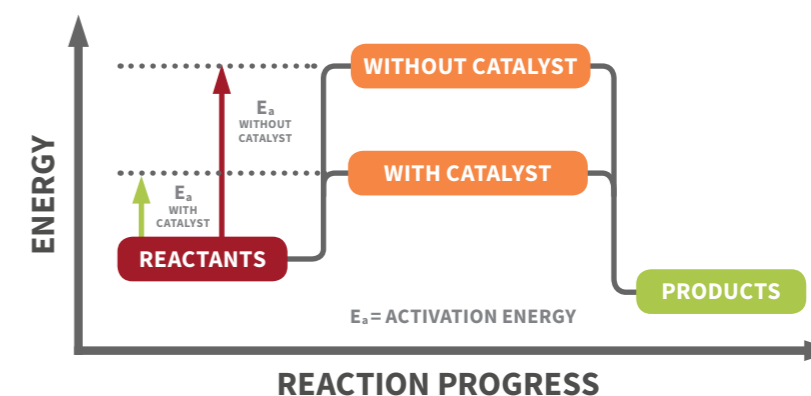 WITHOUT CATALYST
Eₐ
WITHOUT
CATALYST
WITH CATALYST
Eₐ
WITH
CATALYST
ENERGY
REACTANTS
PRODUCTS
Eₐ = ACTIVATION ENERGY
REACTION PROGRESS